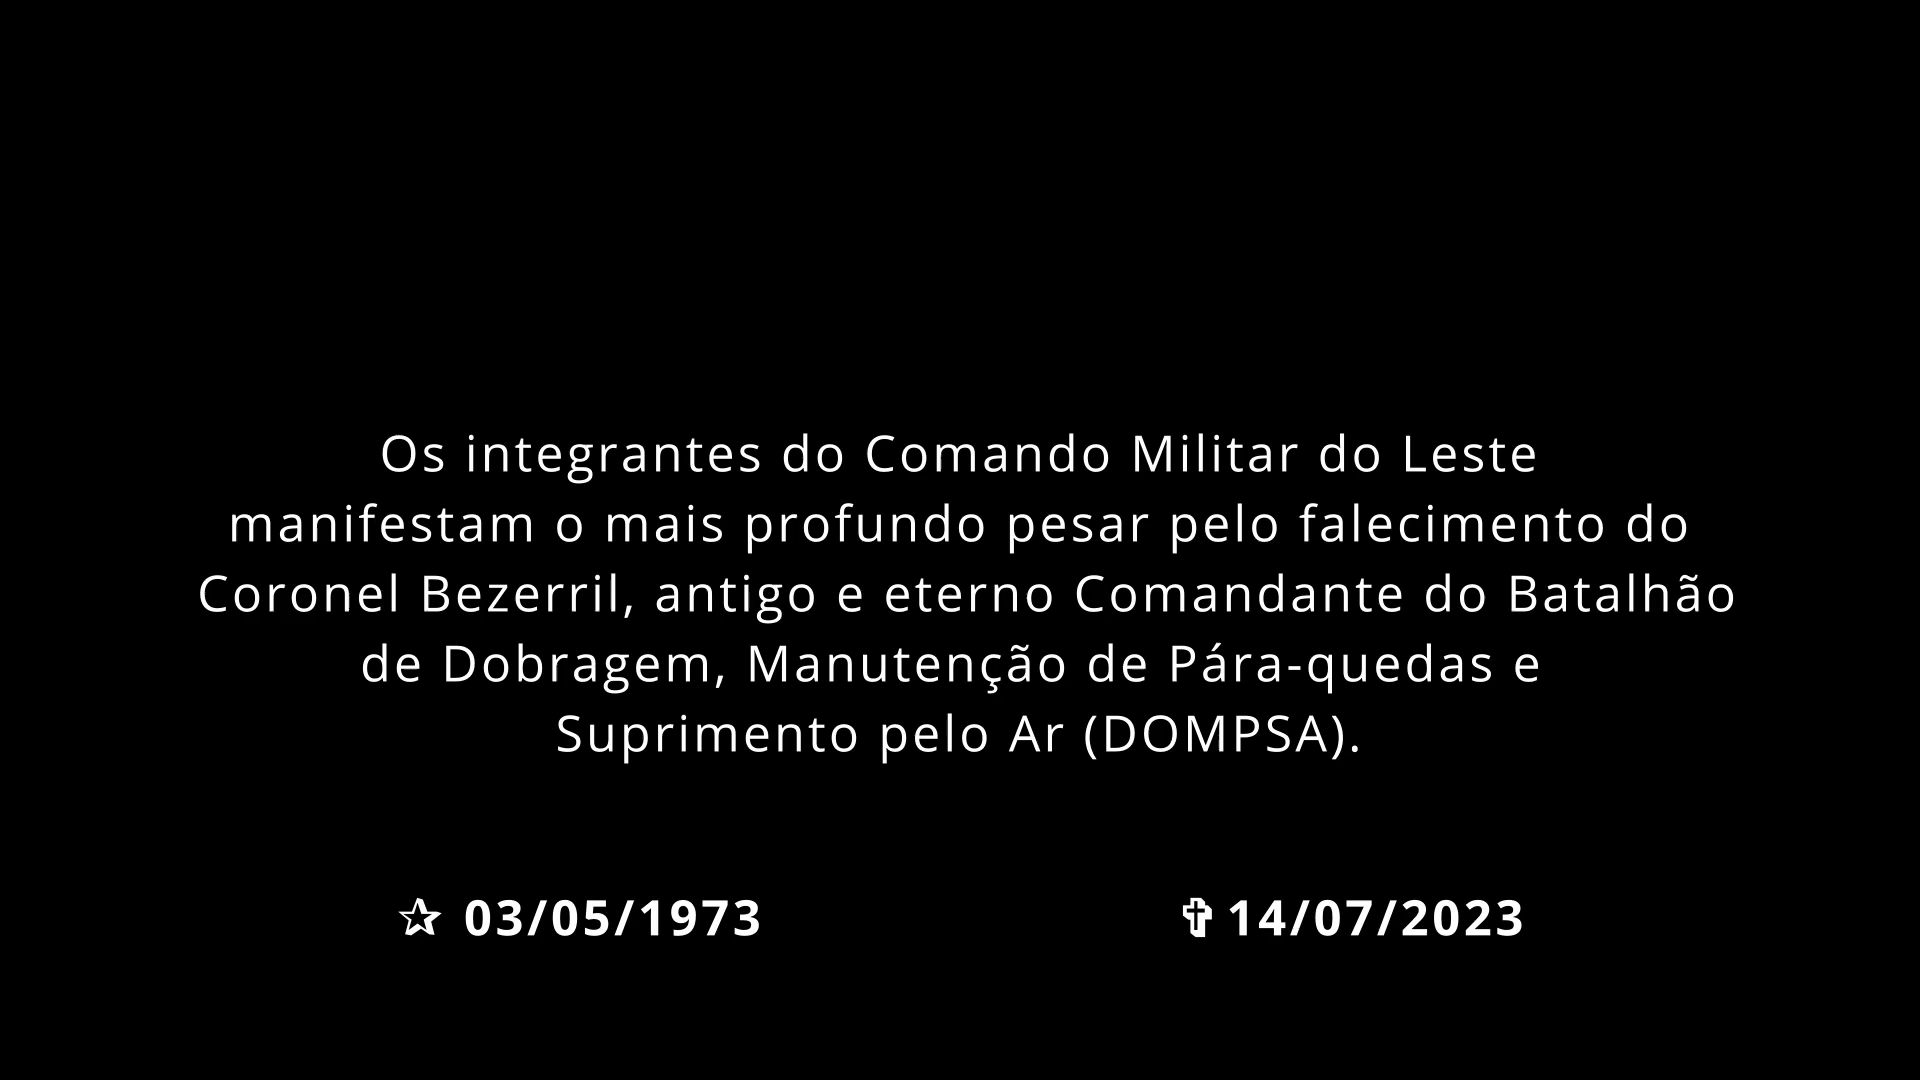 Os integrantes do Comando Militar do Leste
manifestam o mais profundo pesar pelo falecimento do
Coronel Bezerril, antigo e eterno Comandante do Batalhão
de Dobragem, Manutenção de Pára-quedas e
Suprimento pelo Ar (DOMPSA).
✰ 03/05/1973 ✞ 14/07/2023